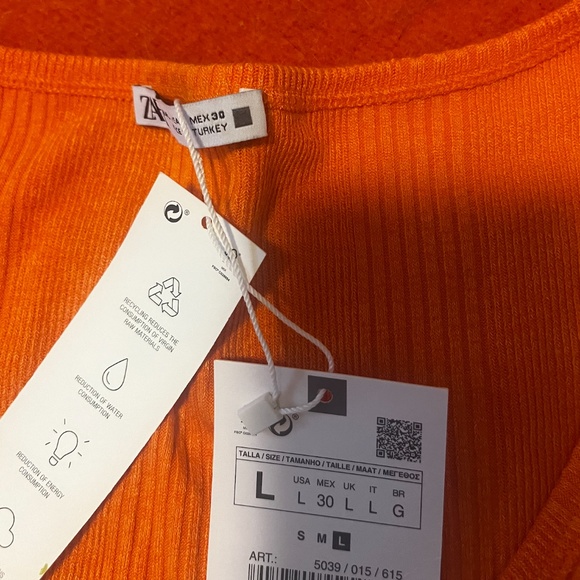 ZA
MEX 30
TURKEY
RECYCLING REDUCES THE
CONSUMPTION OF VIRGIN
RAW MATERIALS
REDUCTION OF WATER
CONSUMPTION
REDUCTION OF ENERGY
CONSUMPTION
TALLA / SIZE / TAMANHO / TAILLE / MAAT / ΜΕΓΕΘΟΣ
L
USA MEX UK IT BR
L 30 L L G
S M L
ART.: 5039 / 015 / 615